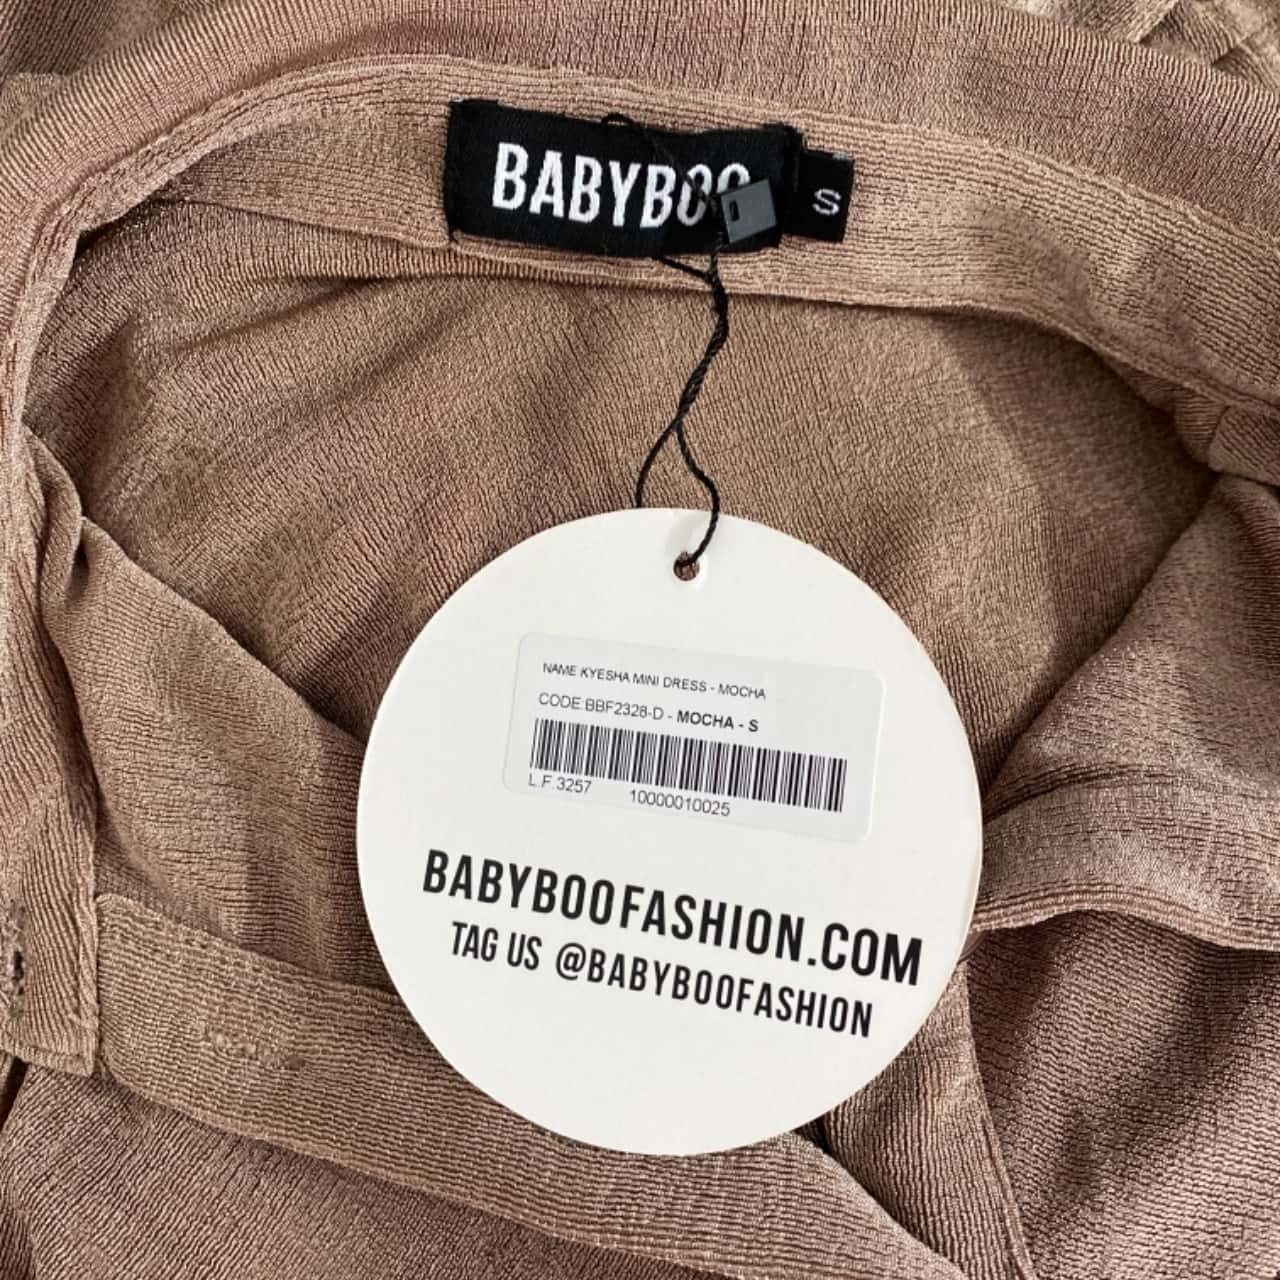 BABYBOO
S
NAME KYESHA MINI DRESS - MOCHA
CODE:BBF2328-D - MOCHA - S
L.F.3257 10000010025
BABYBOOFASHION.COM
TAG US @BABYBOOFASHION